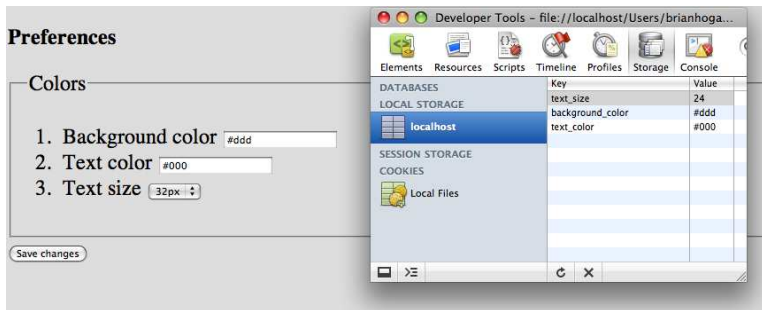 Preferences
Colors
1. Background color #ddd
2. Text color #000
3. Text size 32px
Save changes
Developer Tools - file://localhost/Users/brianhoga...
Elements Resources Scripts Timeline Profiles Storage Console
DATABASES
LOCAL STORAGE
localhost
SESSION STORAGE
COOKIES
Local Files
Key Value
text_size 24
background_color #ddd
text_color #000